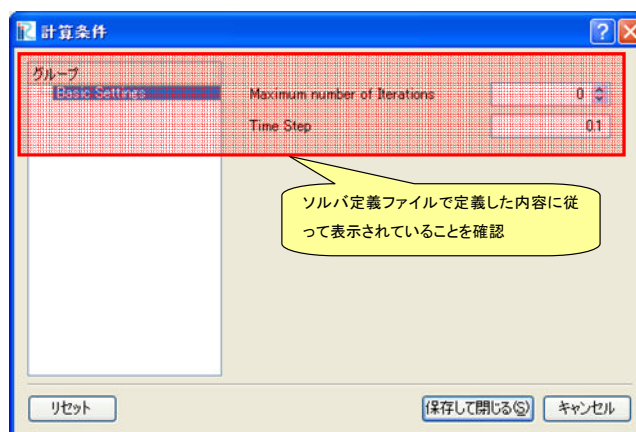 計算条件
グループ
Basic Settings
Maximum number of Iterations
0
Time Step
0.1
ソルバ定義ファイルで定義した内容に従
って表示されていることを確認
リセット
保存して閉じる(S)
キャンセル